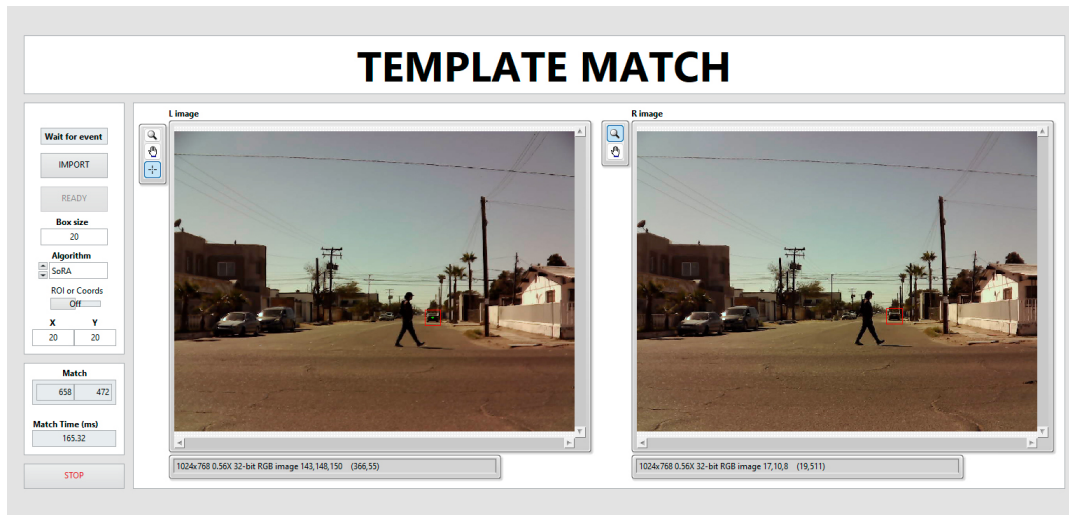 TEMPLATE MATCH
Wait for event
IMPORT
READY
Box size
20
Algorithm
SoRA
ROI or Coords
Off
X Y
20 20
Match
658 472
Match Time (ms)
165.32
STOP
L image
1024x768 0.56X 32-bit RGB image 143,148,150 (366,55)
R image
1024x768 0.56X 32-bit RGB image 17,10,8 (19,511)